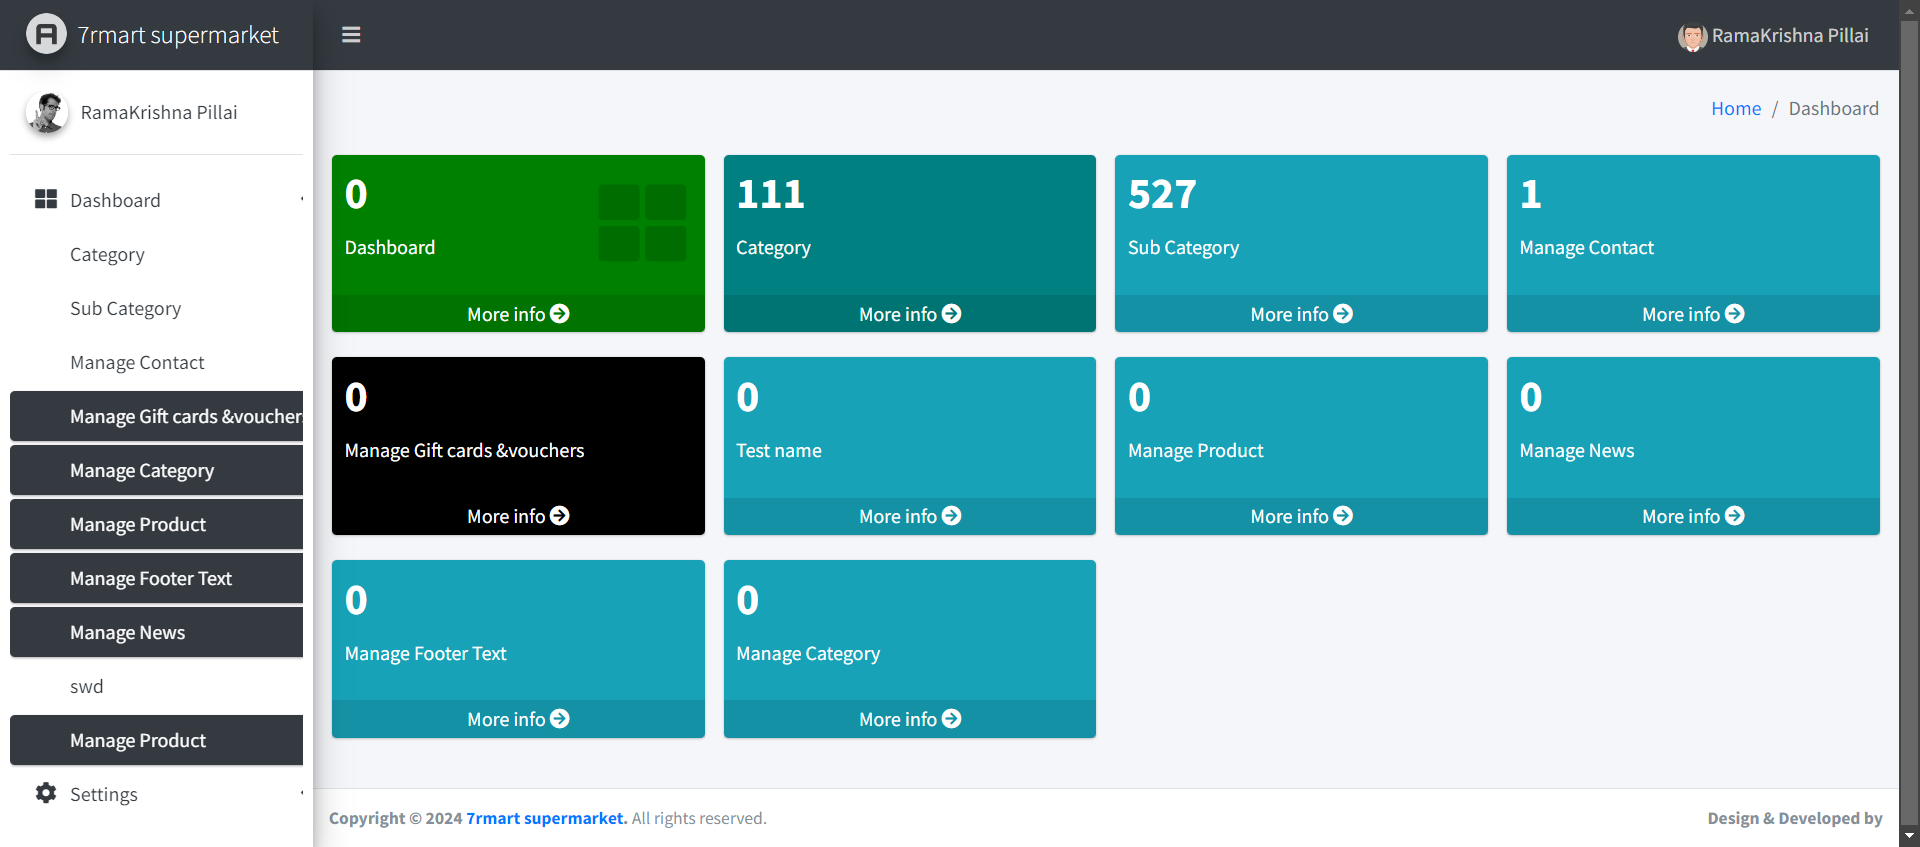 7rmart supermarket
RamaKrishna Pillai
RamaKrishna Pillai
Dashboard
Category
Sub Category
Manage Contact
Manage Gift cards &voucher
Manage Category
Manage Product
Manage Footer Text
Manage News
swd
Manage Product
Settings
Home / Dashboard
0
Dashboard
More info
111
Category
More info
527
Sub Category
More info
1
Manage Contact
More info
0
Manage Gift cards &vouchers
More info
0
Test name
More info
0
Manage Product
More info
0
Manage News
More info
0
Manage Footer Text
More info
0
Manage Category
More info
Copyright © 2024 7rmart supermarket. All rights reserved.
Design & Developed by